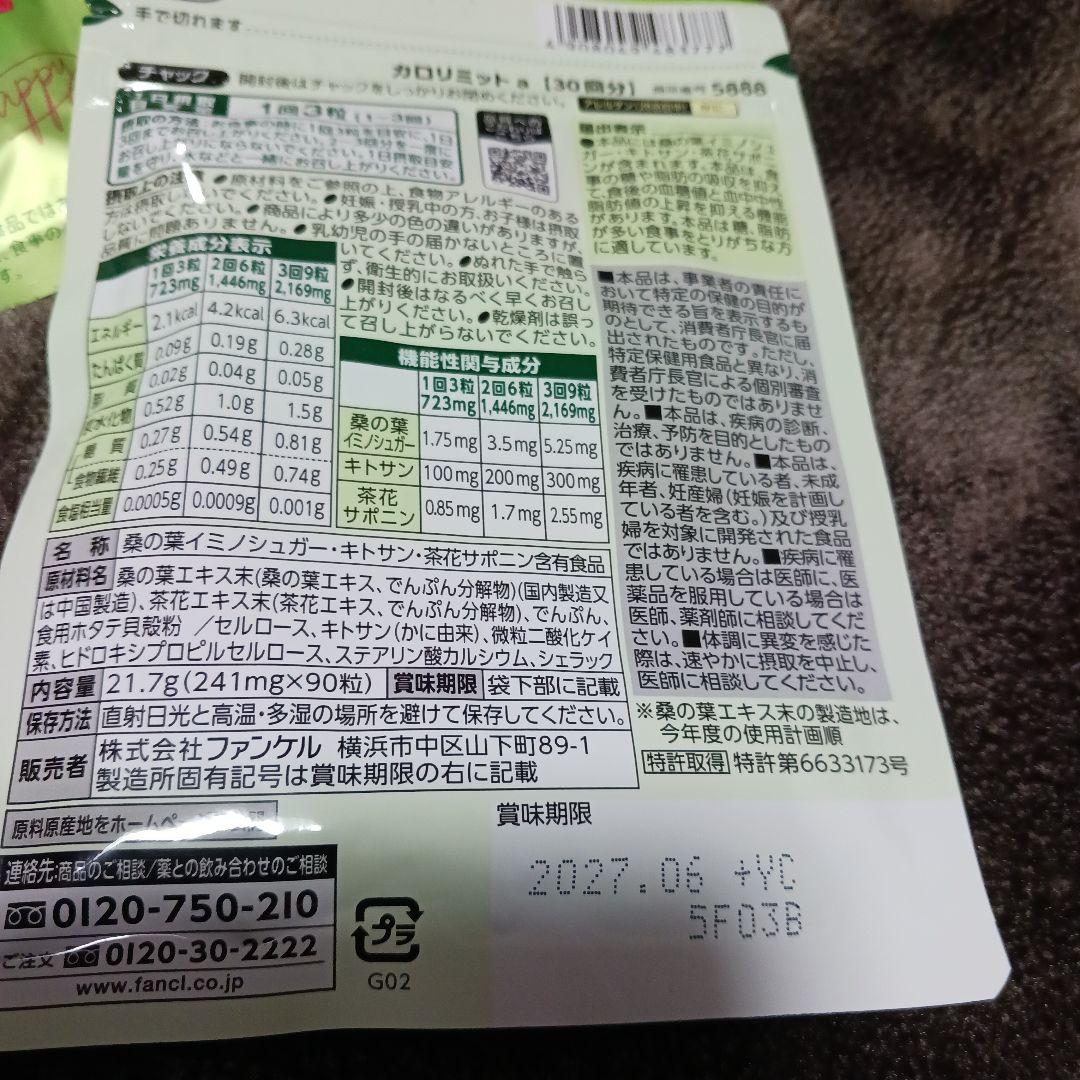 手で切れます
チャック
開封後はチャックをしっかりお閉めください。
カロリミット a 【30回分】
5888
1回3粒(1~3回)
摂取の方法
量を守り、水などと一緒にお召し上がりください。
摂取上の注意 ●原材料をご参照の上、食物アレルギーのある
方は摂取しないでください。●妊娠・授乳中の方、お子様は摂取
しないでください。●商品により多少の色の違いがありますが、
品質に問題ありません。●乳幼児の手の届かないところに置
いてください。●ぬれた手で触ら
ず、衛生的にお取扱いください。
●開封後はなるべく早くお召し
上がりください。●乾燥剤は誤っ
て召し上がらないでください。
栄養成分表示
1回3粒 2回6粒 3回9粒
723mg 1,446mg 2,169mg
エネルギー 2.1kcal 4.2kcal 6.3kcal
たんぱく質 0.09g 0.19g 0.28g
脂質 0.02g 0.04g 0.05g
炭水化物 0.52g 1.0g 1.5g
糖質 0.27g 0.54g 0.81g
食物繊維 0.25g 0.49g 0.74g
食塩相当量 0.0005g 0.0009g 0.001g
機能性関与成分
1回3粒 2回6粒 3回9粒
723mg 1,446mg 2,169mg
桑の葉
イミノシュガー 1.75mg 3.5mg 5.25mg
キトサン 100mg 200mg 300mg
茶花
サポニン 0.85mg 1.7mg 2.55mg
届出表示
●本品には桑の葉イミノシュ
ガー、キトサン、茶花サポニ
ンが含まれます。本品は、食
事の糖や脂肪の吸収を抑え
て、食後の血糖値と血中中性
脂肪値の上昇を抑える機能
があります。本品は糖、脂肪
が多い食事をとりがちな方
に適しています。
■本品は、事業者の責任に
おいて特定の保健の目的が
期待できる旨を表示するも
のとして、消費者庁長官に届
出されたものです。ただし、
特定保健用食品と異なり、消
費者庁長官による個別審査
を受けたものではありませ
ん。■本品は、疾病の診断、
治療、予防を目的としたもの
ではありません。■本品は、
疾病に罹患している者、未成
年者、妊産婦(妊娠を計画し
ている者を含む。)及び授乳
婦を対象に開発された食品
ではありません。■疾病に罹
患している場合は医師に、医
薬品を服用している場合は
医師、薬剤師に相談してくだ
さい。■体調に異変を感じた
際は、速やかに摂取を中止し、
医師に相談してください。
名 称 桑の葉イミノシュガー・キトサン・茶花サポニン含有食品
原材料名 桑の葉エキス末(桑の葉エキス、でんぷん分解物)(国内製造又
は中国製造)、茶花エキス末(茶花エキス、でんぷん分解物)、でんぷん、
食用ホタテ貝殻粉 /セルロース、キトサン(かに由来)、微粒二酸化ケイ
素、ヒドロキシプロピルセルロース、ステアリン酸カルシウム、シェラック
内容量 21.7g(241mg×90粒) 賞味期限 袋下部に記載
保存方法 直射日光と高温・多湿の場所を避けて保存してください。
販売者 株式会社ファンケル 横浜市中区山下町89-1
製造所固有記号は賞味期限の右に記載
※桑の葉エキス末の製造地は、
今年度の使用計画順
特許取得 特許第6633173号
原料原産地をホームペー
賞味期限
2027.06 +YC
5F03B
連絡先:商品のご相談/薬との飲み合わせのご相談
0120-750-210
ご注文 0120-30-2222
www.fancl.co.jp
プラ
G02